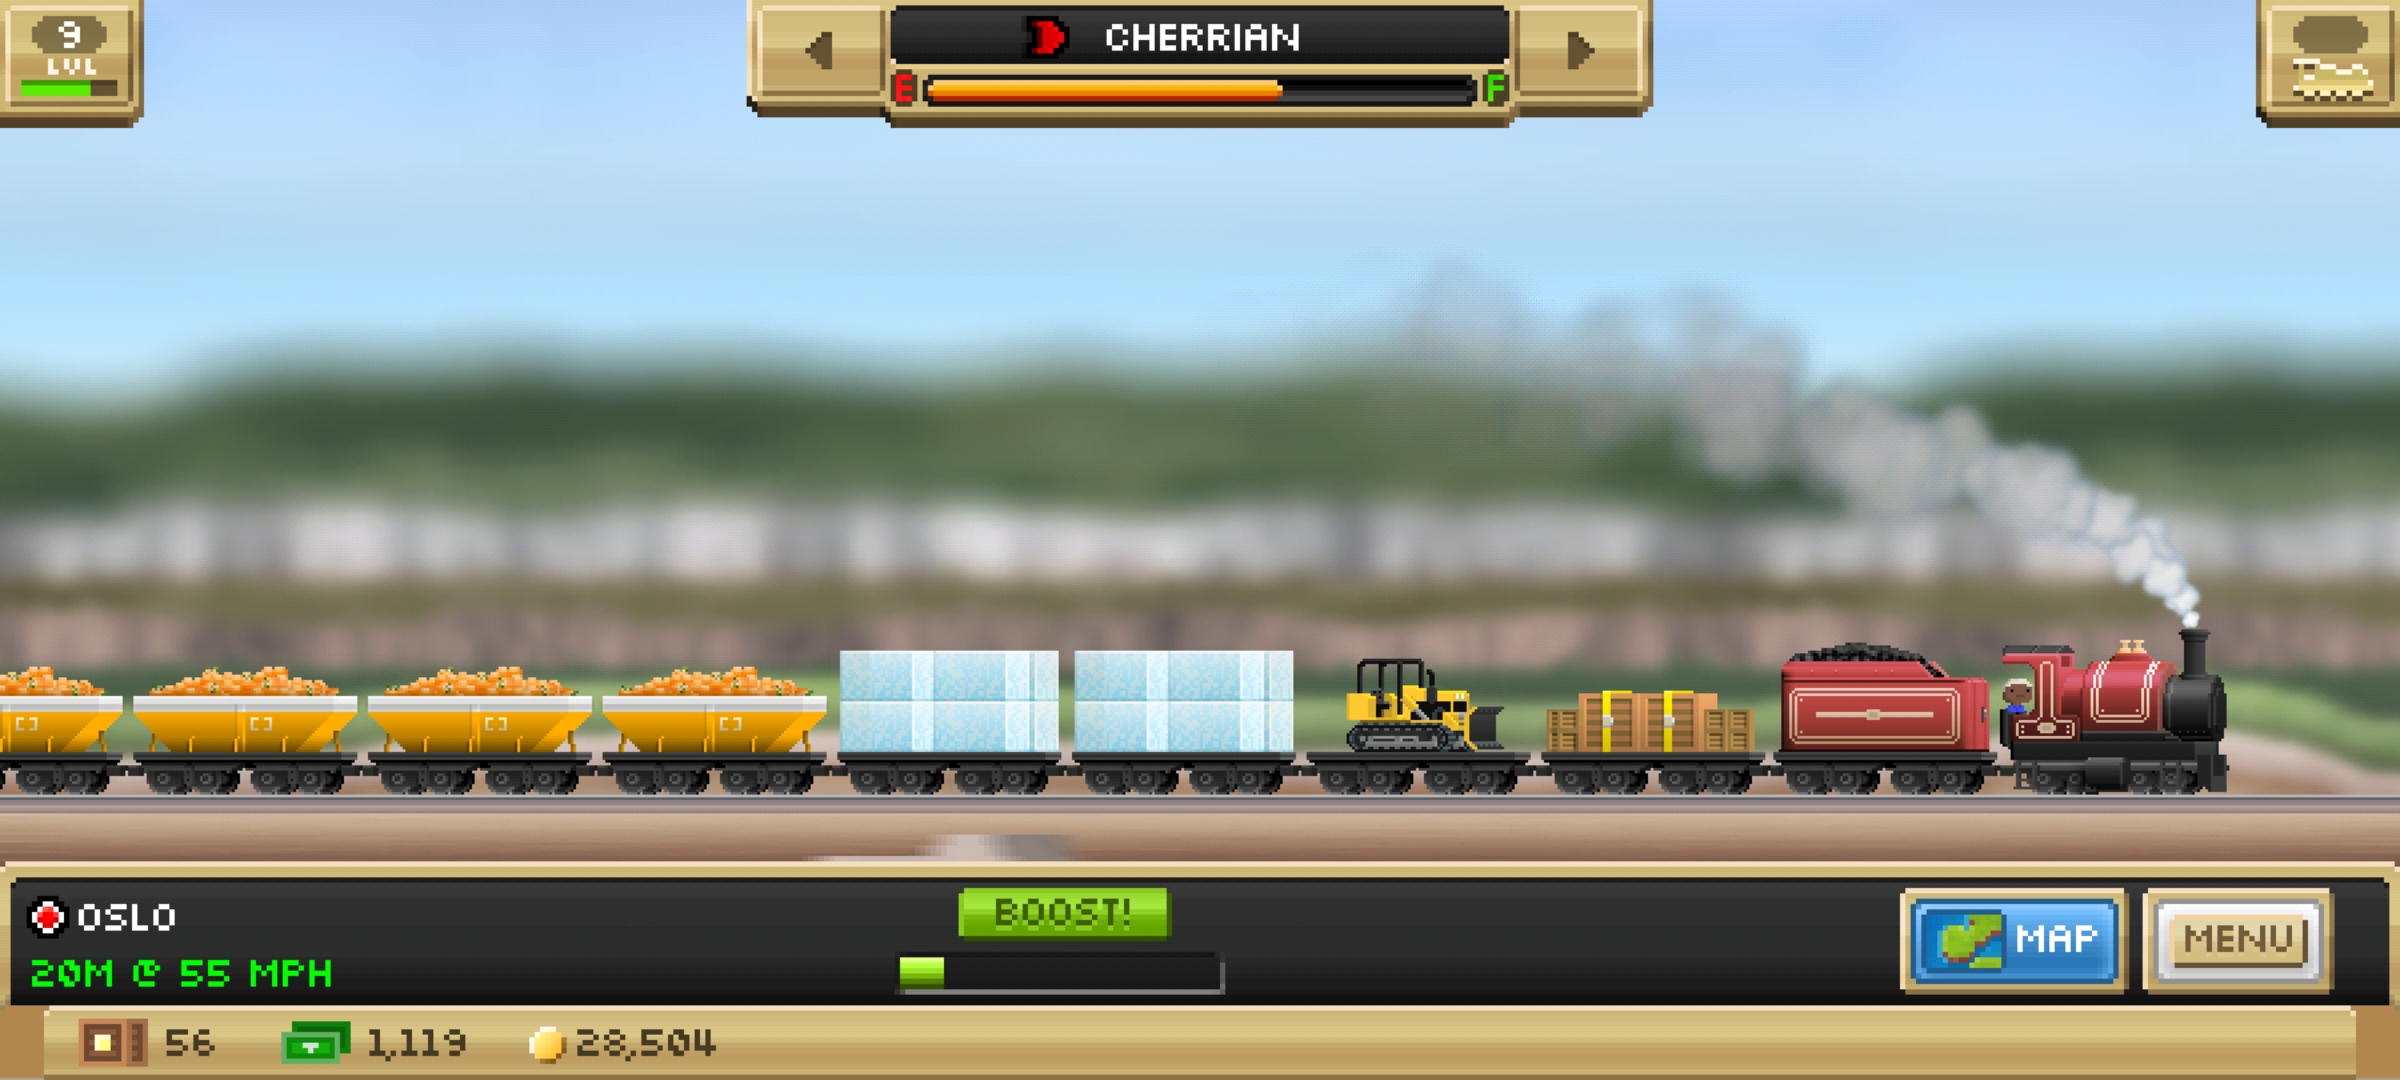 9
LVL
CHERRIAN
E F
OSLO
20M @ 55 MPH
BOOST!
MAP
MENU
56 1,119 28,504